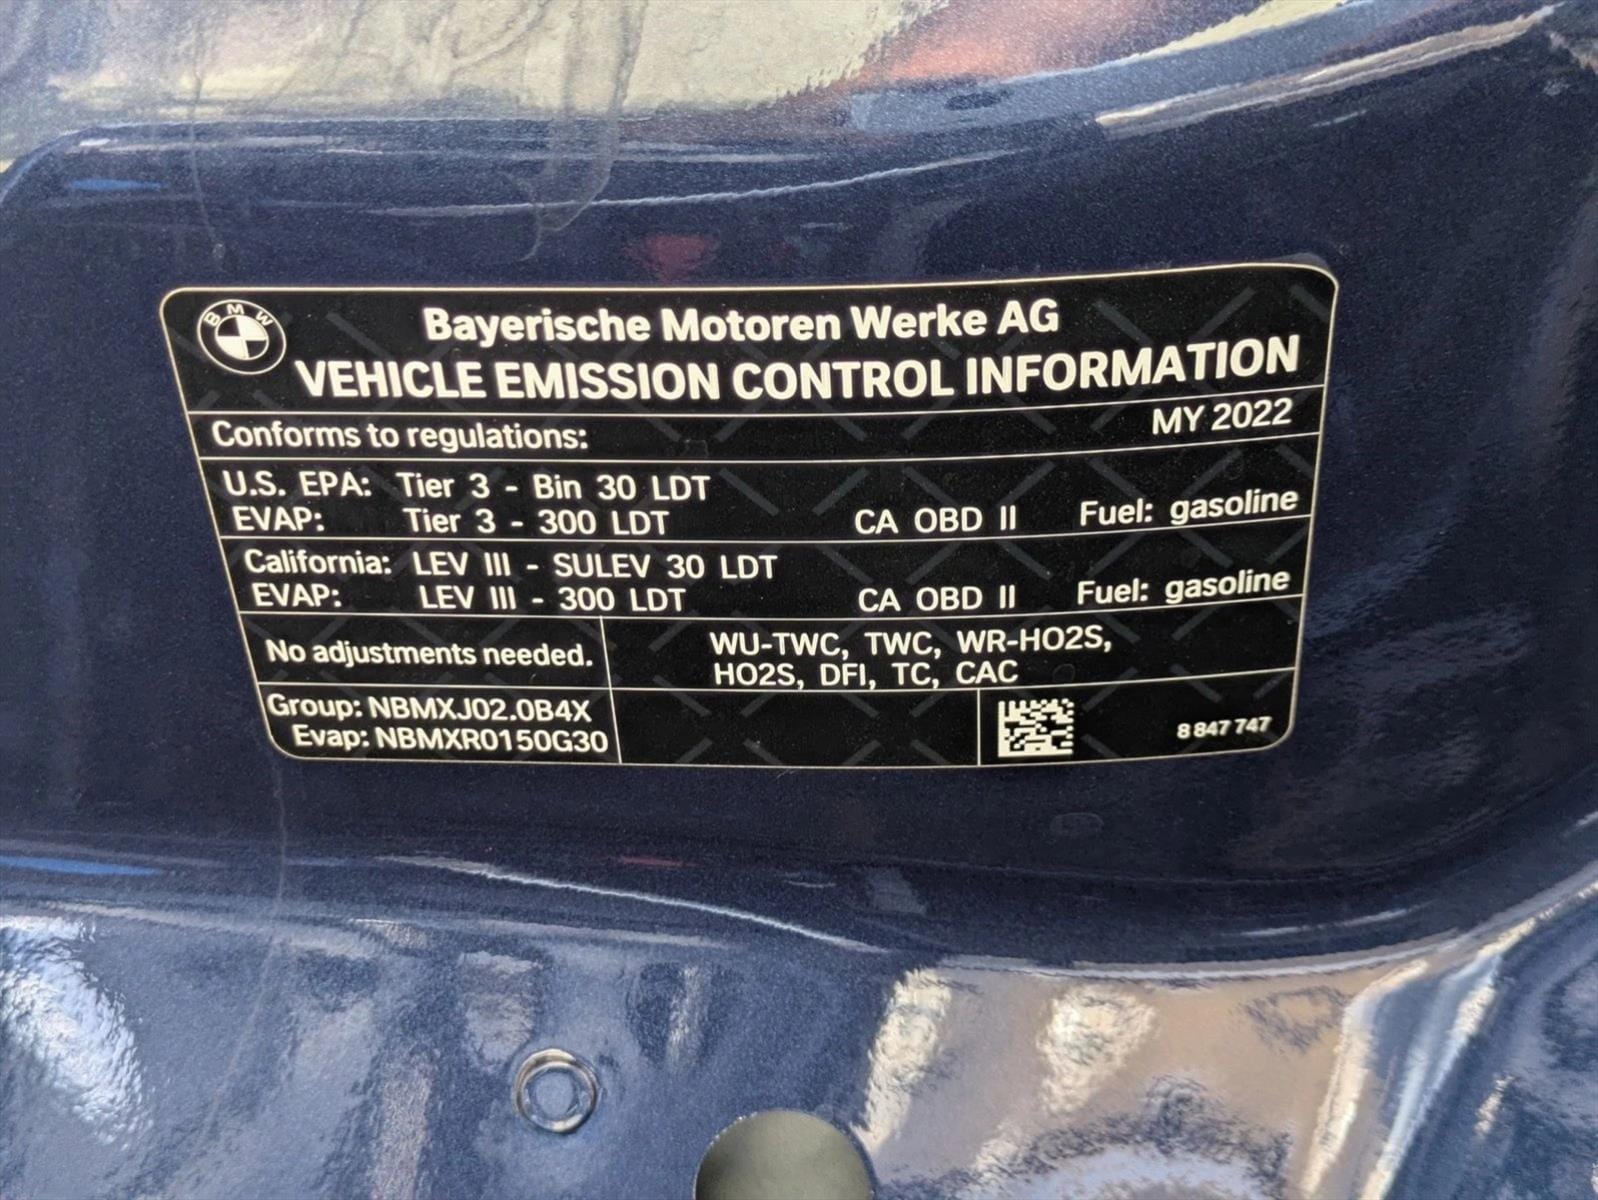 BMW
Bayerische Motoren Werke AG
VEHICLE EMISSION CONTROL INFORMATION
Conforms to regulations: MY 2022
U.S. EPA: Tier 3 - Bin 30 LDT
EVAP: Tier 3 - 300 LDT CA OBD II Fuel: gasoline
California: LEV III - SULEV 30 LDT
EVAP: LEV III - 300 LDT CA OBD II Fuel: gasoline
No adjustments needed.
WU-TWC, TWC, WR-HO2S,
HO2S, DFI, TC, CAC
Group: NBMXJ02.0B4X
Evap: NBMXR0150G30
8 847 747